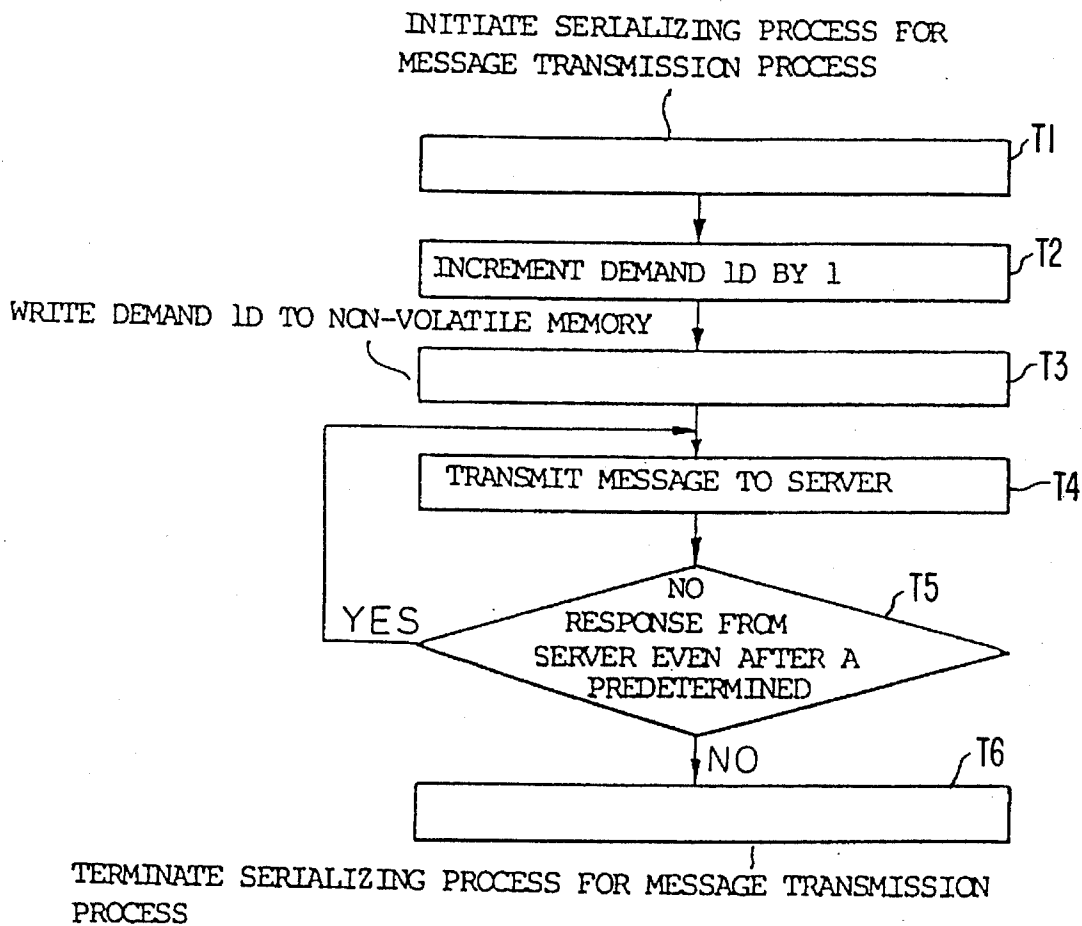 INITIATE SERIALIZING PROCESS FOR
MESSAGE TRANSMISSION PROCESS
T1
T2
INCREMENT DEMAND 1D BY 1
WRITE DEMAND 1D TO NON-VOLATILE MEMORY
T3
TRANSMIT MESSAGE TO SERVER
T4
T5
NO
RESPONSE FROM
SERVER EVEN AFTER A
PREDETERMINED
YES
NO
T6
TERMINATE SERIALIZING PROCESS FOR MESSAGE TRANSMISSION
PROCESS